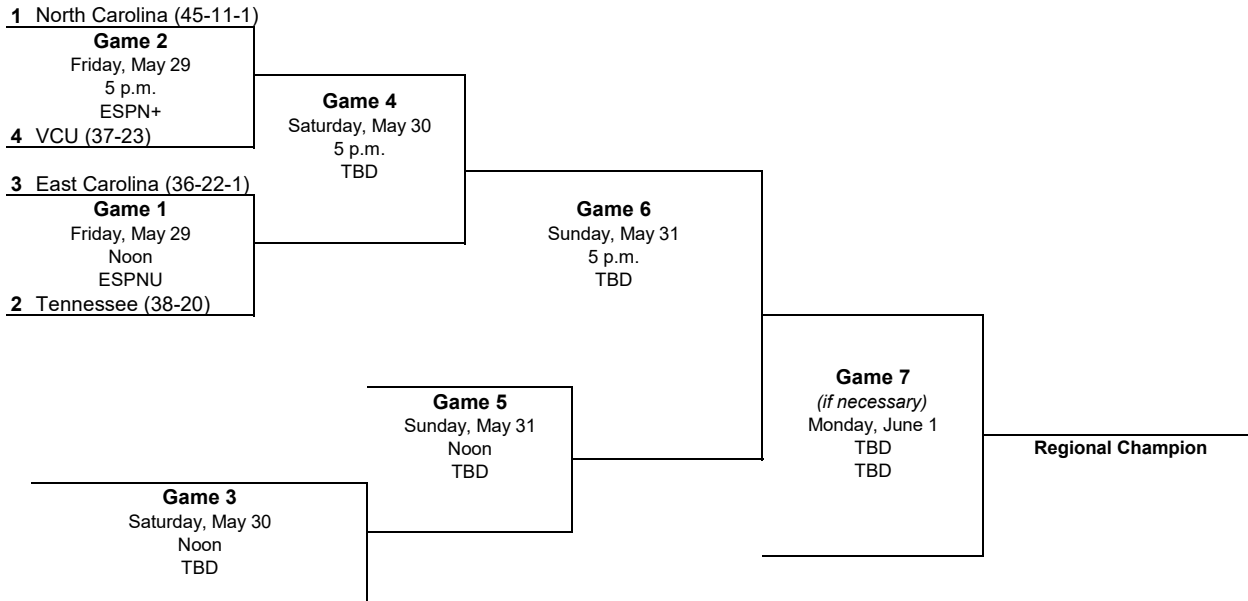 1 North Carolina (45-11-1)
Game 2
Friday, May 29
5 p.m.
ESPN+
4 VCU (37-23)
3 East Carolina (36-22-1)
Game 1
Friday, May 29
Noon
ESPNU
2 Tennessee (38-20)
Game 4
Saturday, May 30
5 p.m.
TBD
Game 6
Sunday, May 31
5 p.m.
TBD
Game 3
Saturday, May 30
Noon
TBD
Game 5
Sunday, May 31
Noon
TBD
Game 7
(if necessary)
Monday, June 1
TBD
TBD
Regional Champion